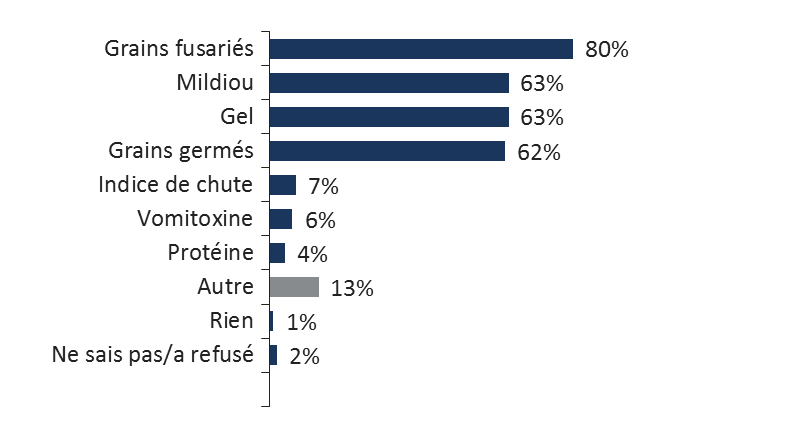 Grains fusariés 80%
Mildiou 63%
Gel 63%
Grains germés 62%
Indice de chute 7%
Vomitoxine 6%
Protéine 4%
Autre 13%
Rien 1%
Ne sais pas/a refusé 2%